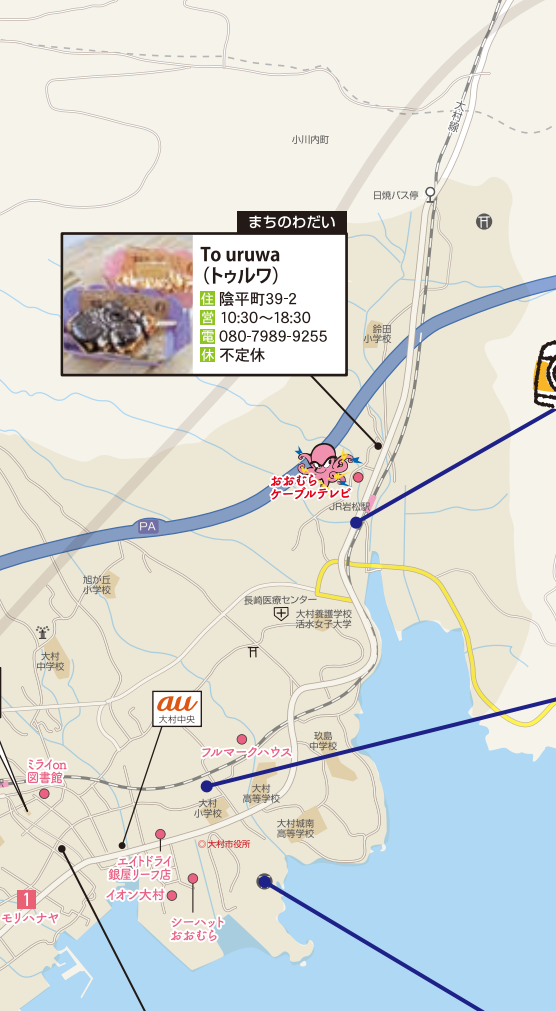 大村線
小川内町
日焼バス停
まちのわだい
To uruwa
(トゥルワ)
住 陰平町39-2
営 10:30〜18:30
電 080-7989-9255
休 不定休
鈴田
小学校
おおむら
ケーブルテレビ
JR岩松駅
PA
旭が丘
小学校
長崎医療センター
大村養護学校
活水女子大学
大村
中学校
au
大村中央
フルマークハウス
玖島
中学校
ミライon
図書館
駅
大村
小学校
大村
高等学校
大村城南
高等学校
◎大村市役所
エイトドライ
銀屋リーフ店
イオン大村
1
モリハナヤ
シーハット
おおむら